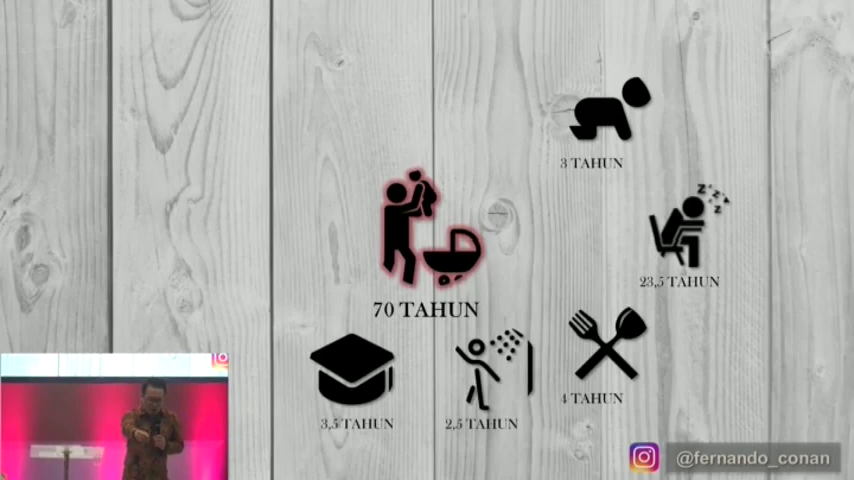 3 TAHUN
z z z z
23,5 TAHUN
70 TAHUN
4 TAHUN
3,5 TAHUN
2,5 TAHUN
@fernando_conan